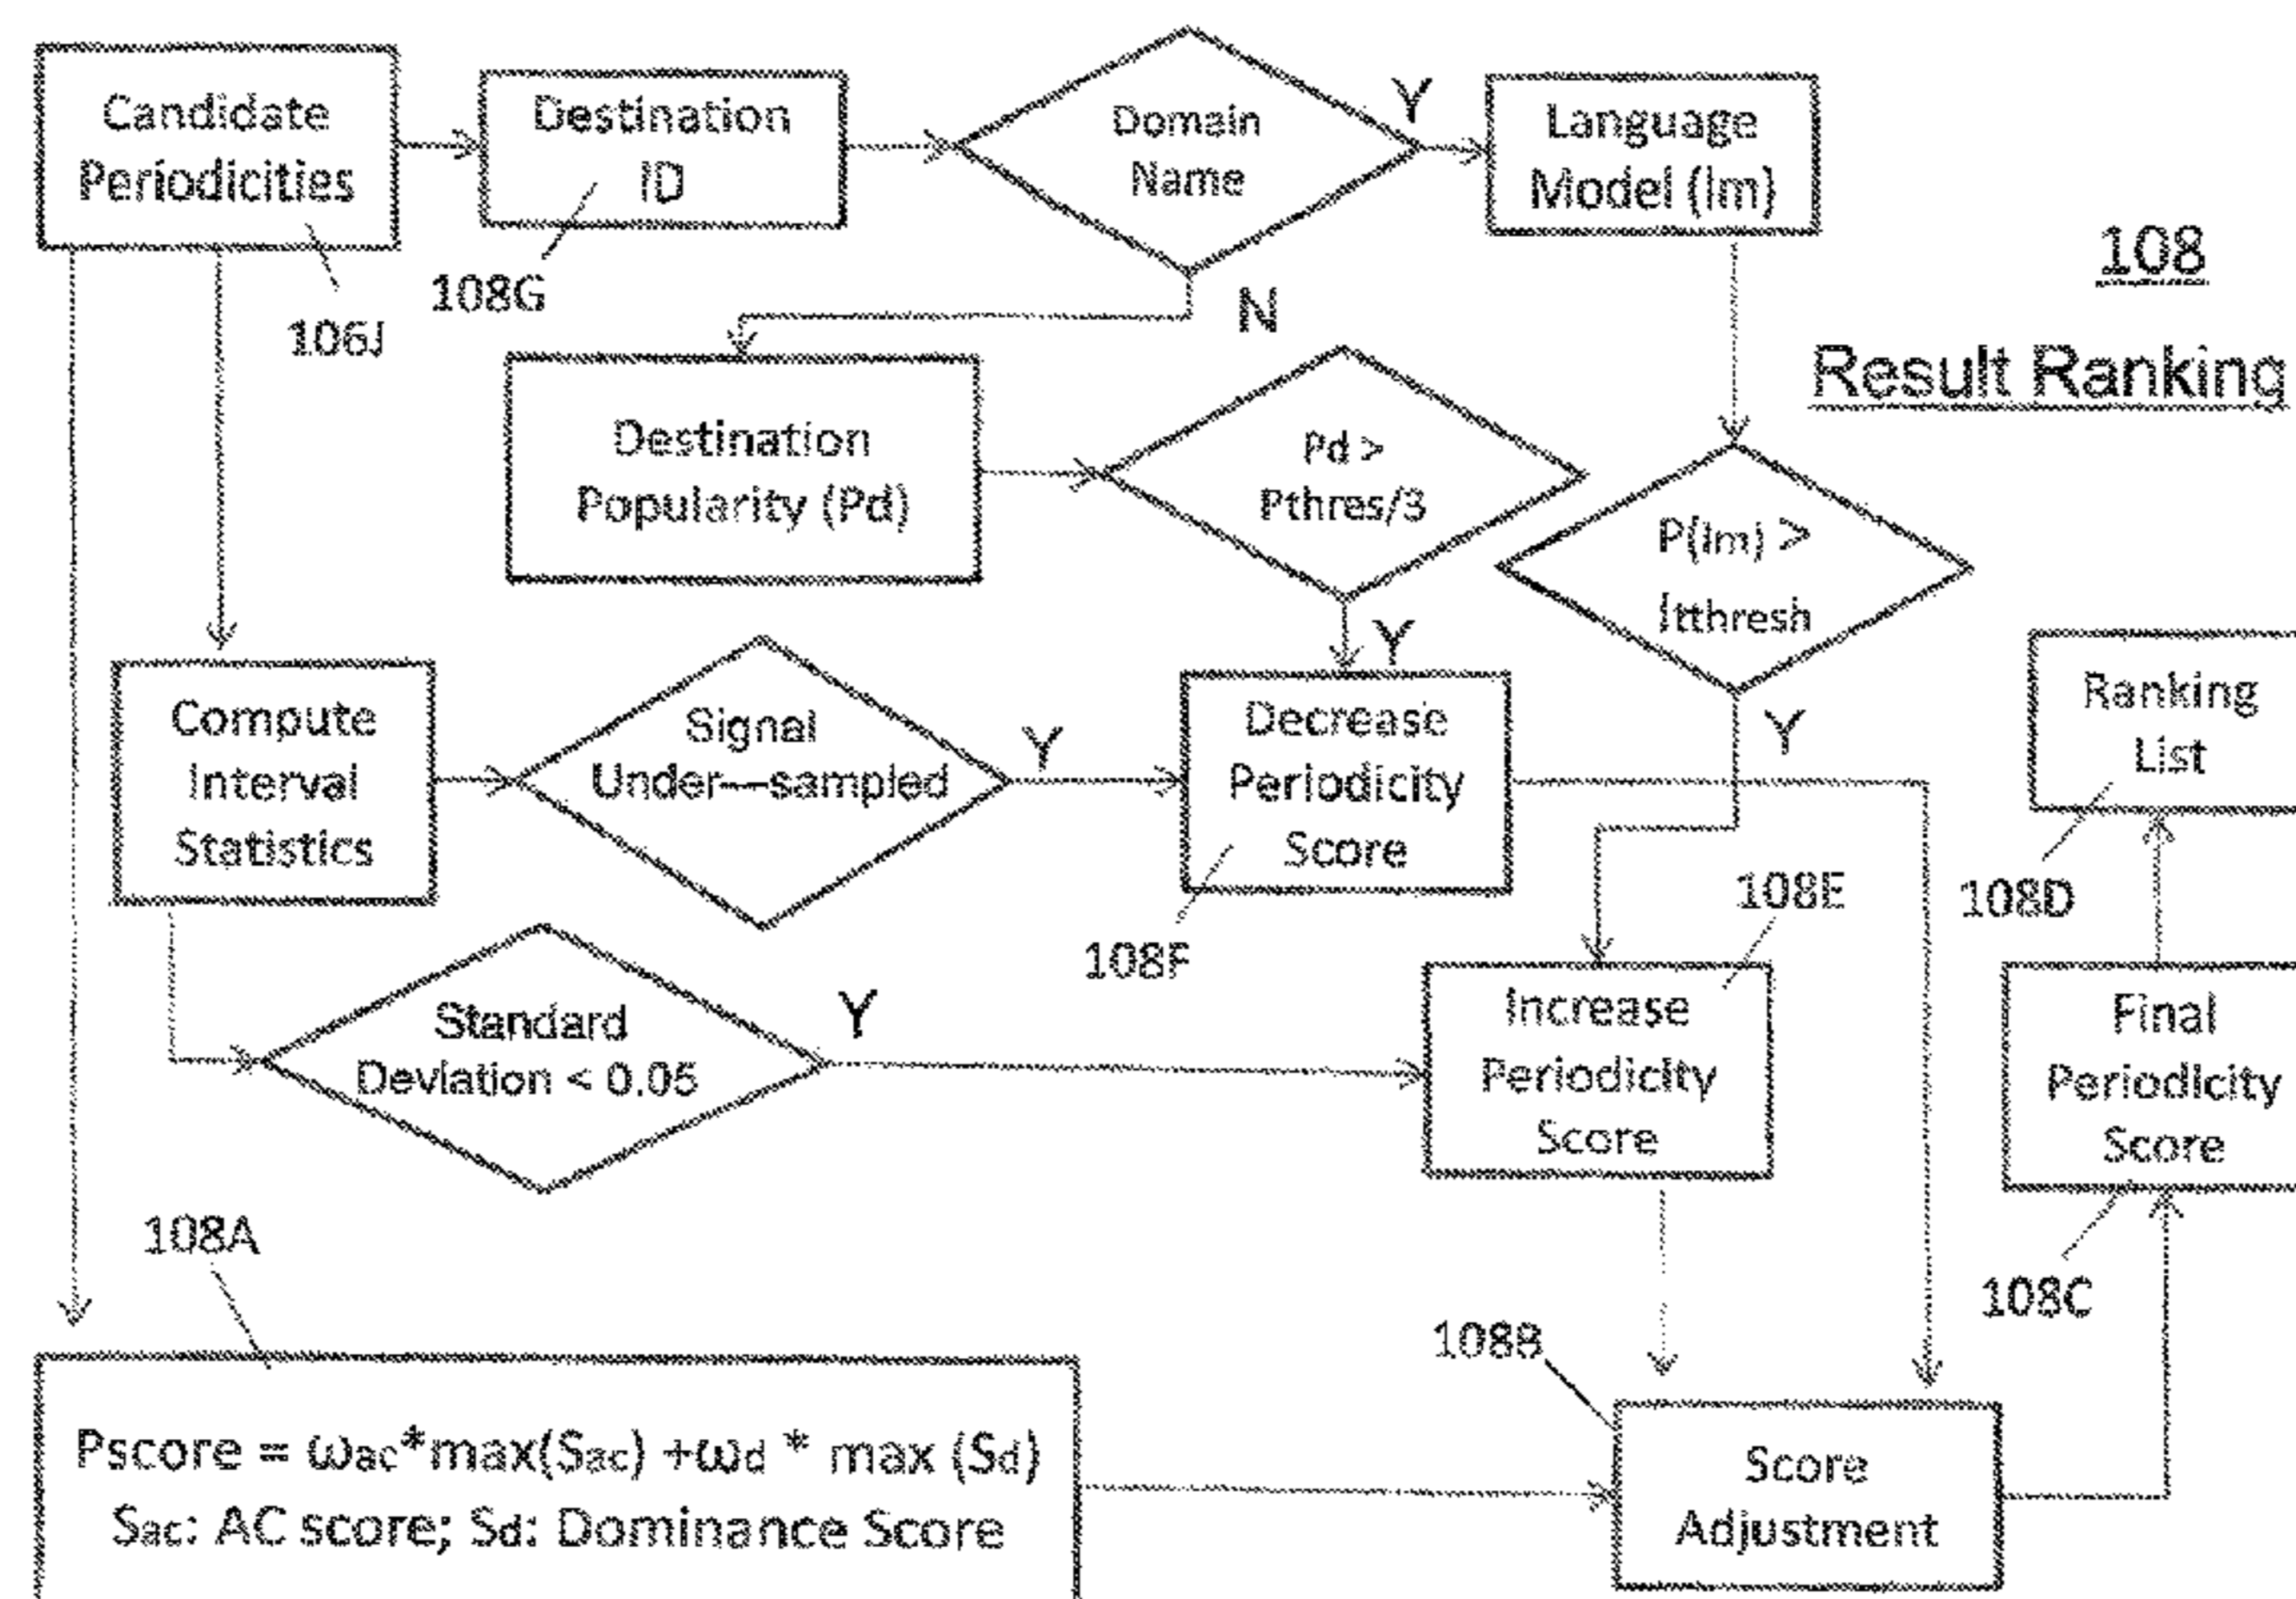 Candidate
Periodicities
106J
Destination
ID
108G
Domain
Name
Y
N
Language
Model (lm)
108
Result Ranking
Destination
Popularity (Pd)
Pd >
Pthres/3
Y
P(lm) >
ltthresh
Y
Compute
Interval
Statistics
Signal
Under—sampled
Y
Decrease
Periodicity
Score
108F
Ranking
List
108D
Standard
Deviation < 0.05
Y
Increase
Periodicity
Score
108E
Final
Periodicity
Score
108C
108A
Pscore = ωac*max(Sac) +ωd * max (Sd)
Sac: AC score; Sd: Dominance Score
108B
Score
Adjustment